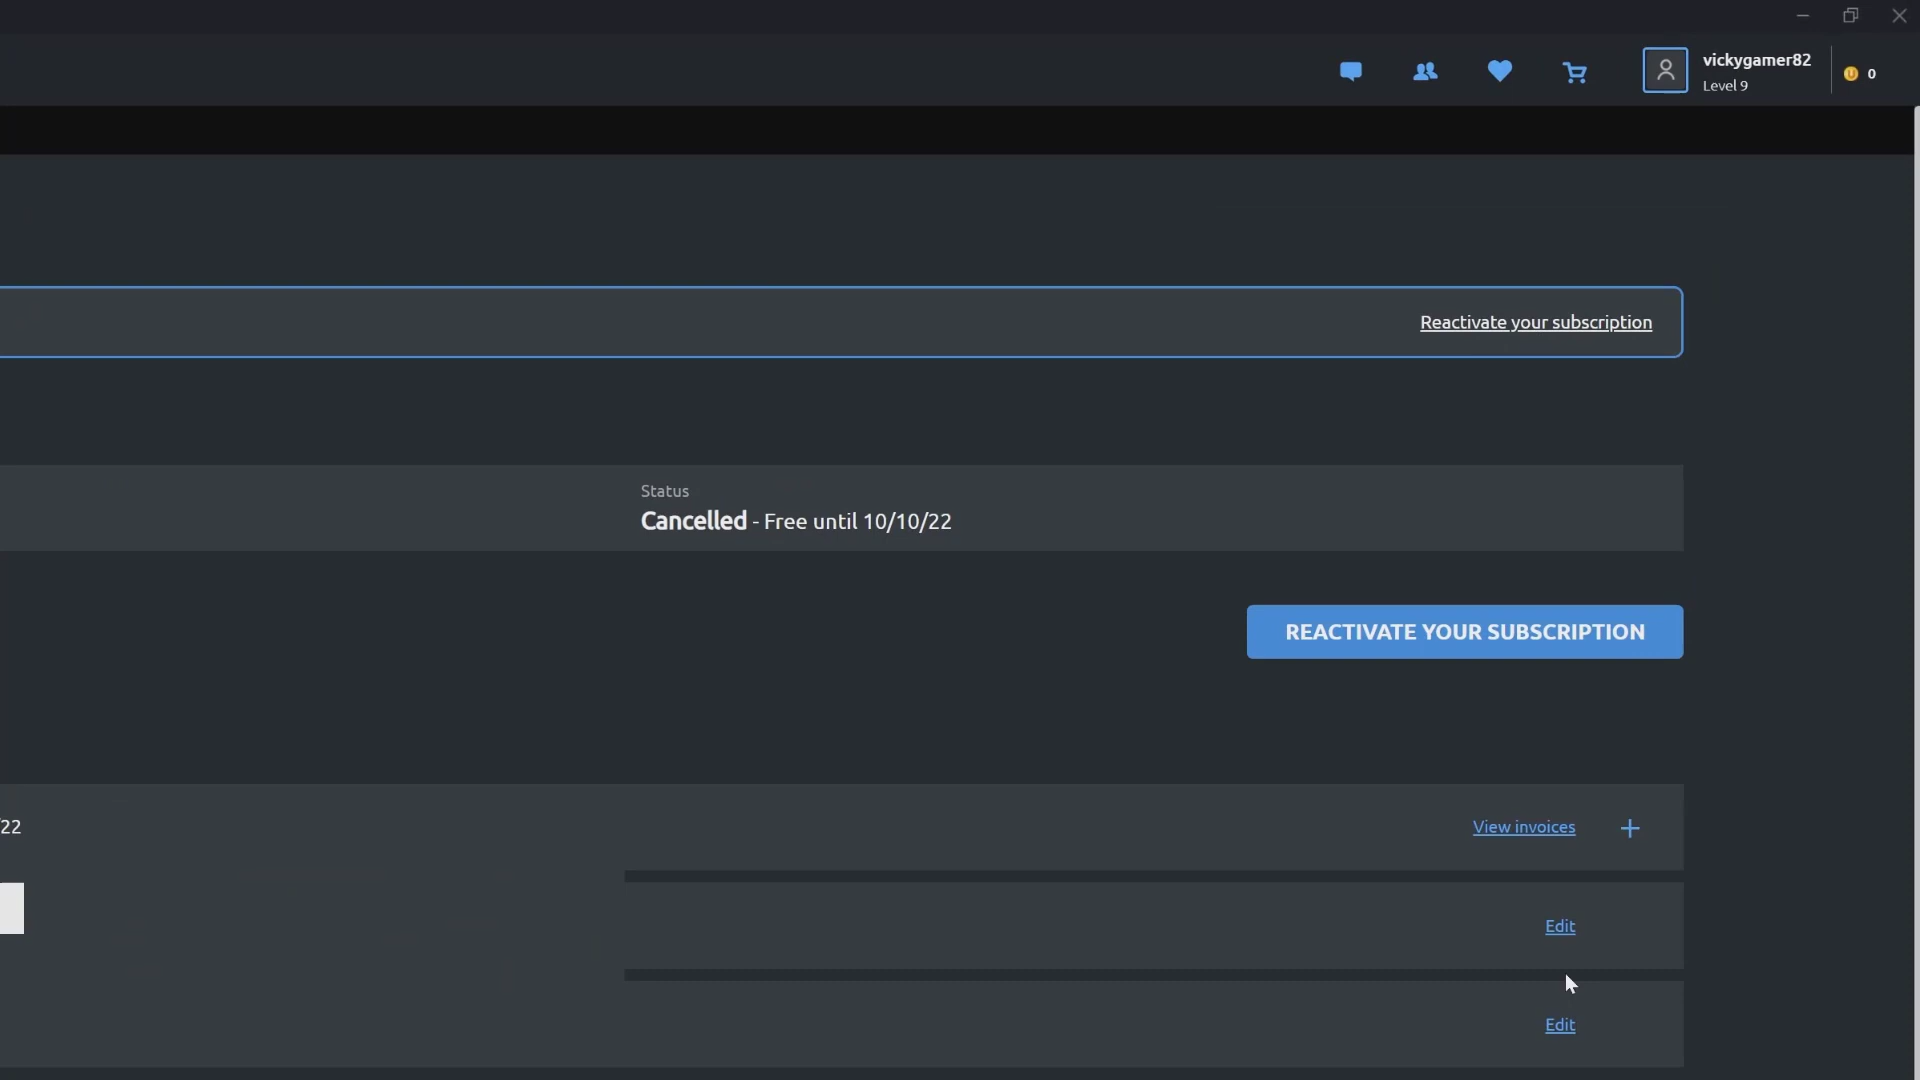 vickygamer82
Level 9
0
Reactivate your subscription
Status
Cancelled - Free until 10/10/22
REACTIVATE YOUR SUBSCRIPTION
/22
View invoices
Edit
Edit